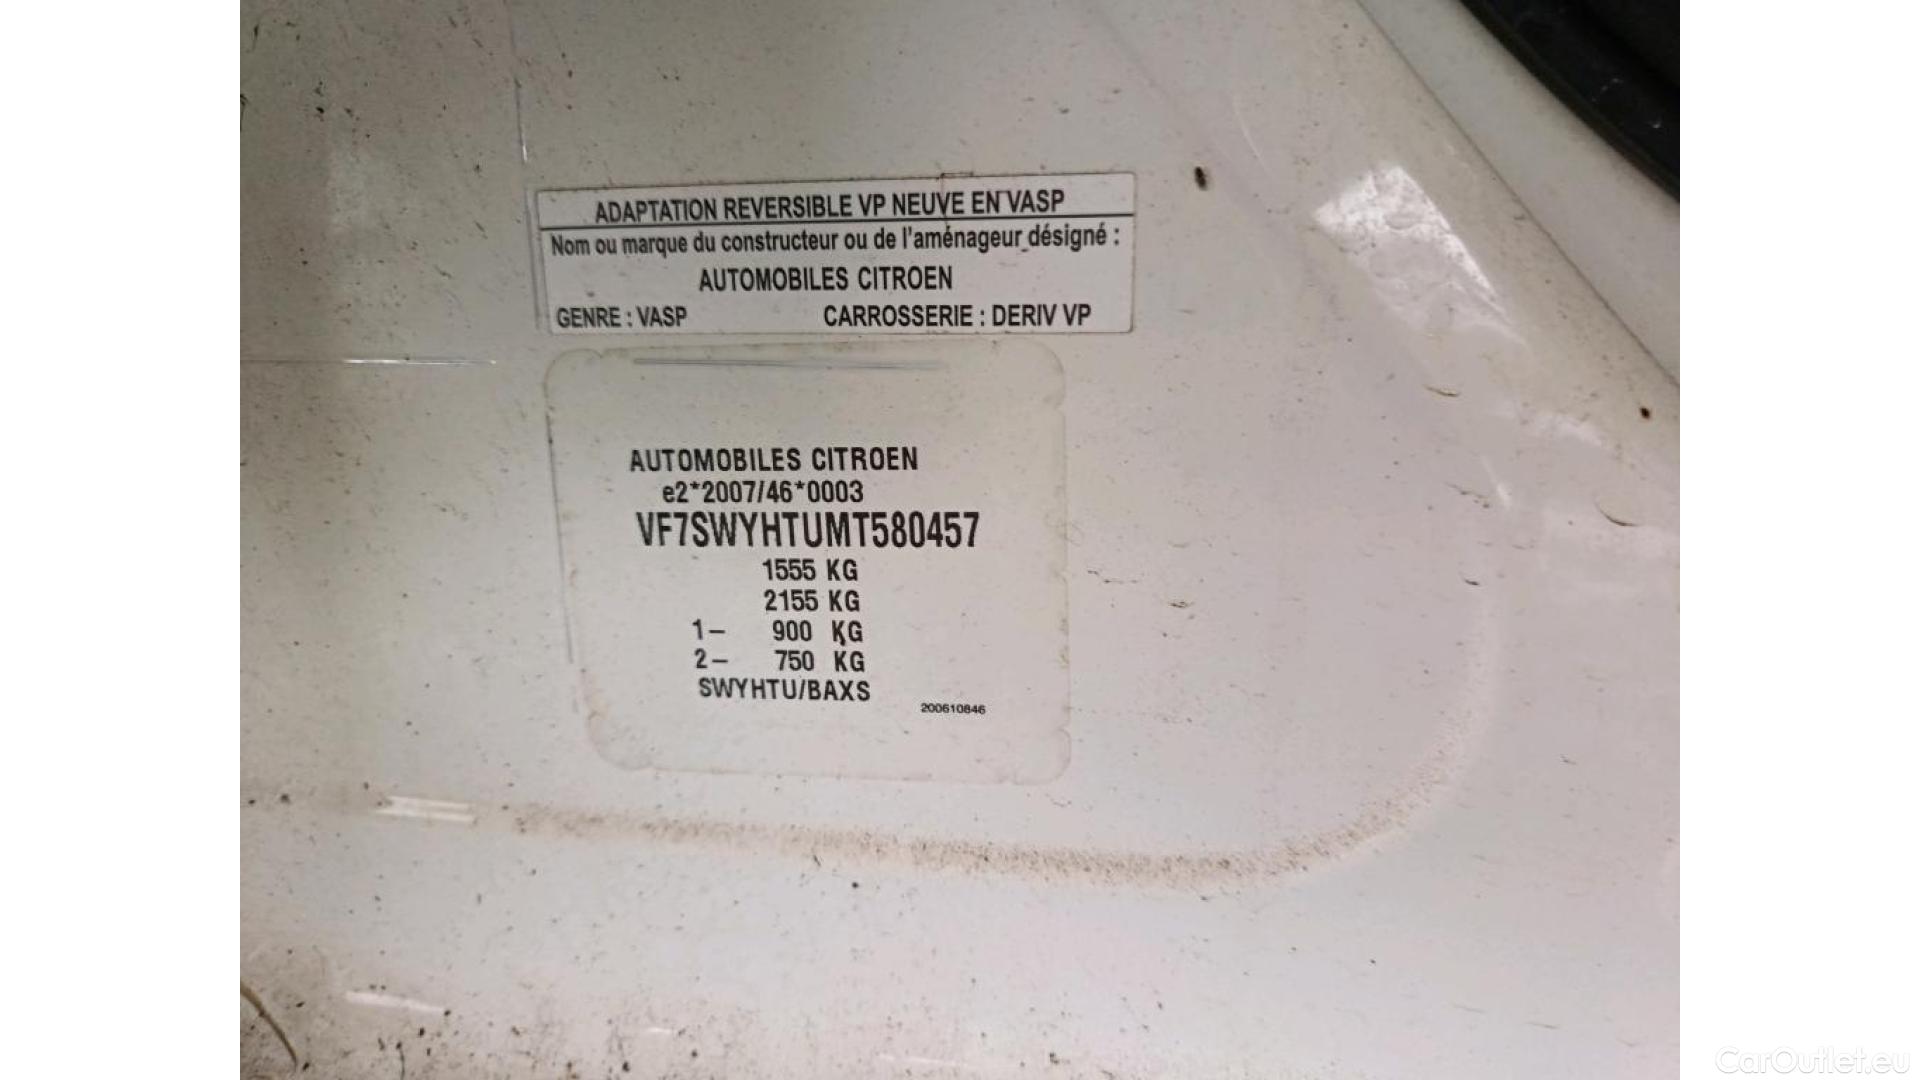 ADAPTATION REVERSIBLE VP NEUVE EN VASP
Nom ou marque du constructeur ou de l'aménageur désigné :
AUTOMOBILES CITROEN
GENRE : VASP CARROSSERIE : DERIV VP
AUTOMOBILES CITROEN
e2*2007/46*0003
VF7SWYHTUMT580457
1555 KG
2155 KG
1- 900 KG
2- 750 KG
SWYHTU/BAXS
200610846
CarOutlet.eu